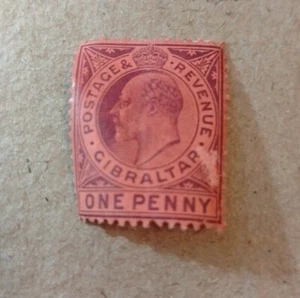 POSTAGE & REVENUE
GIBRALTAR
ONE PENNY